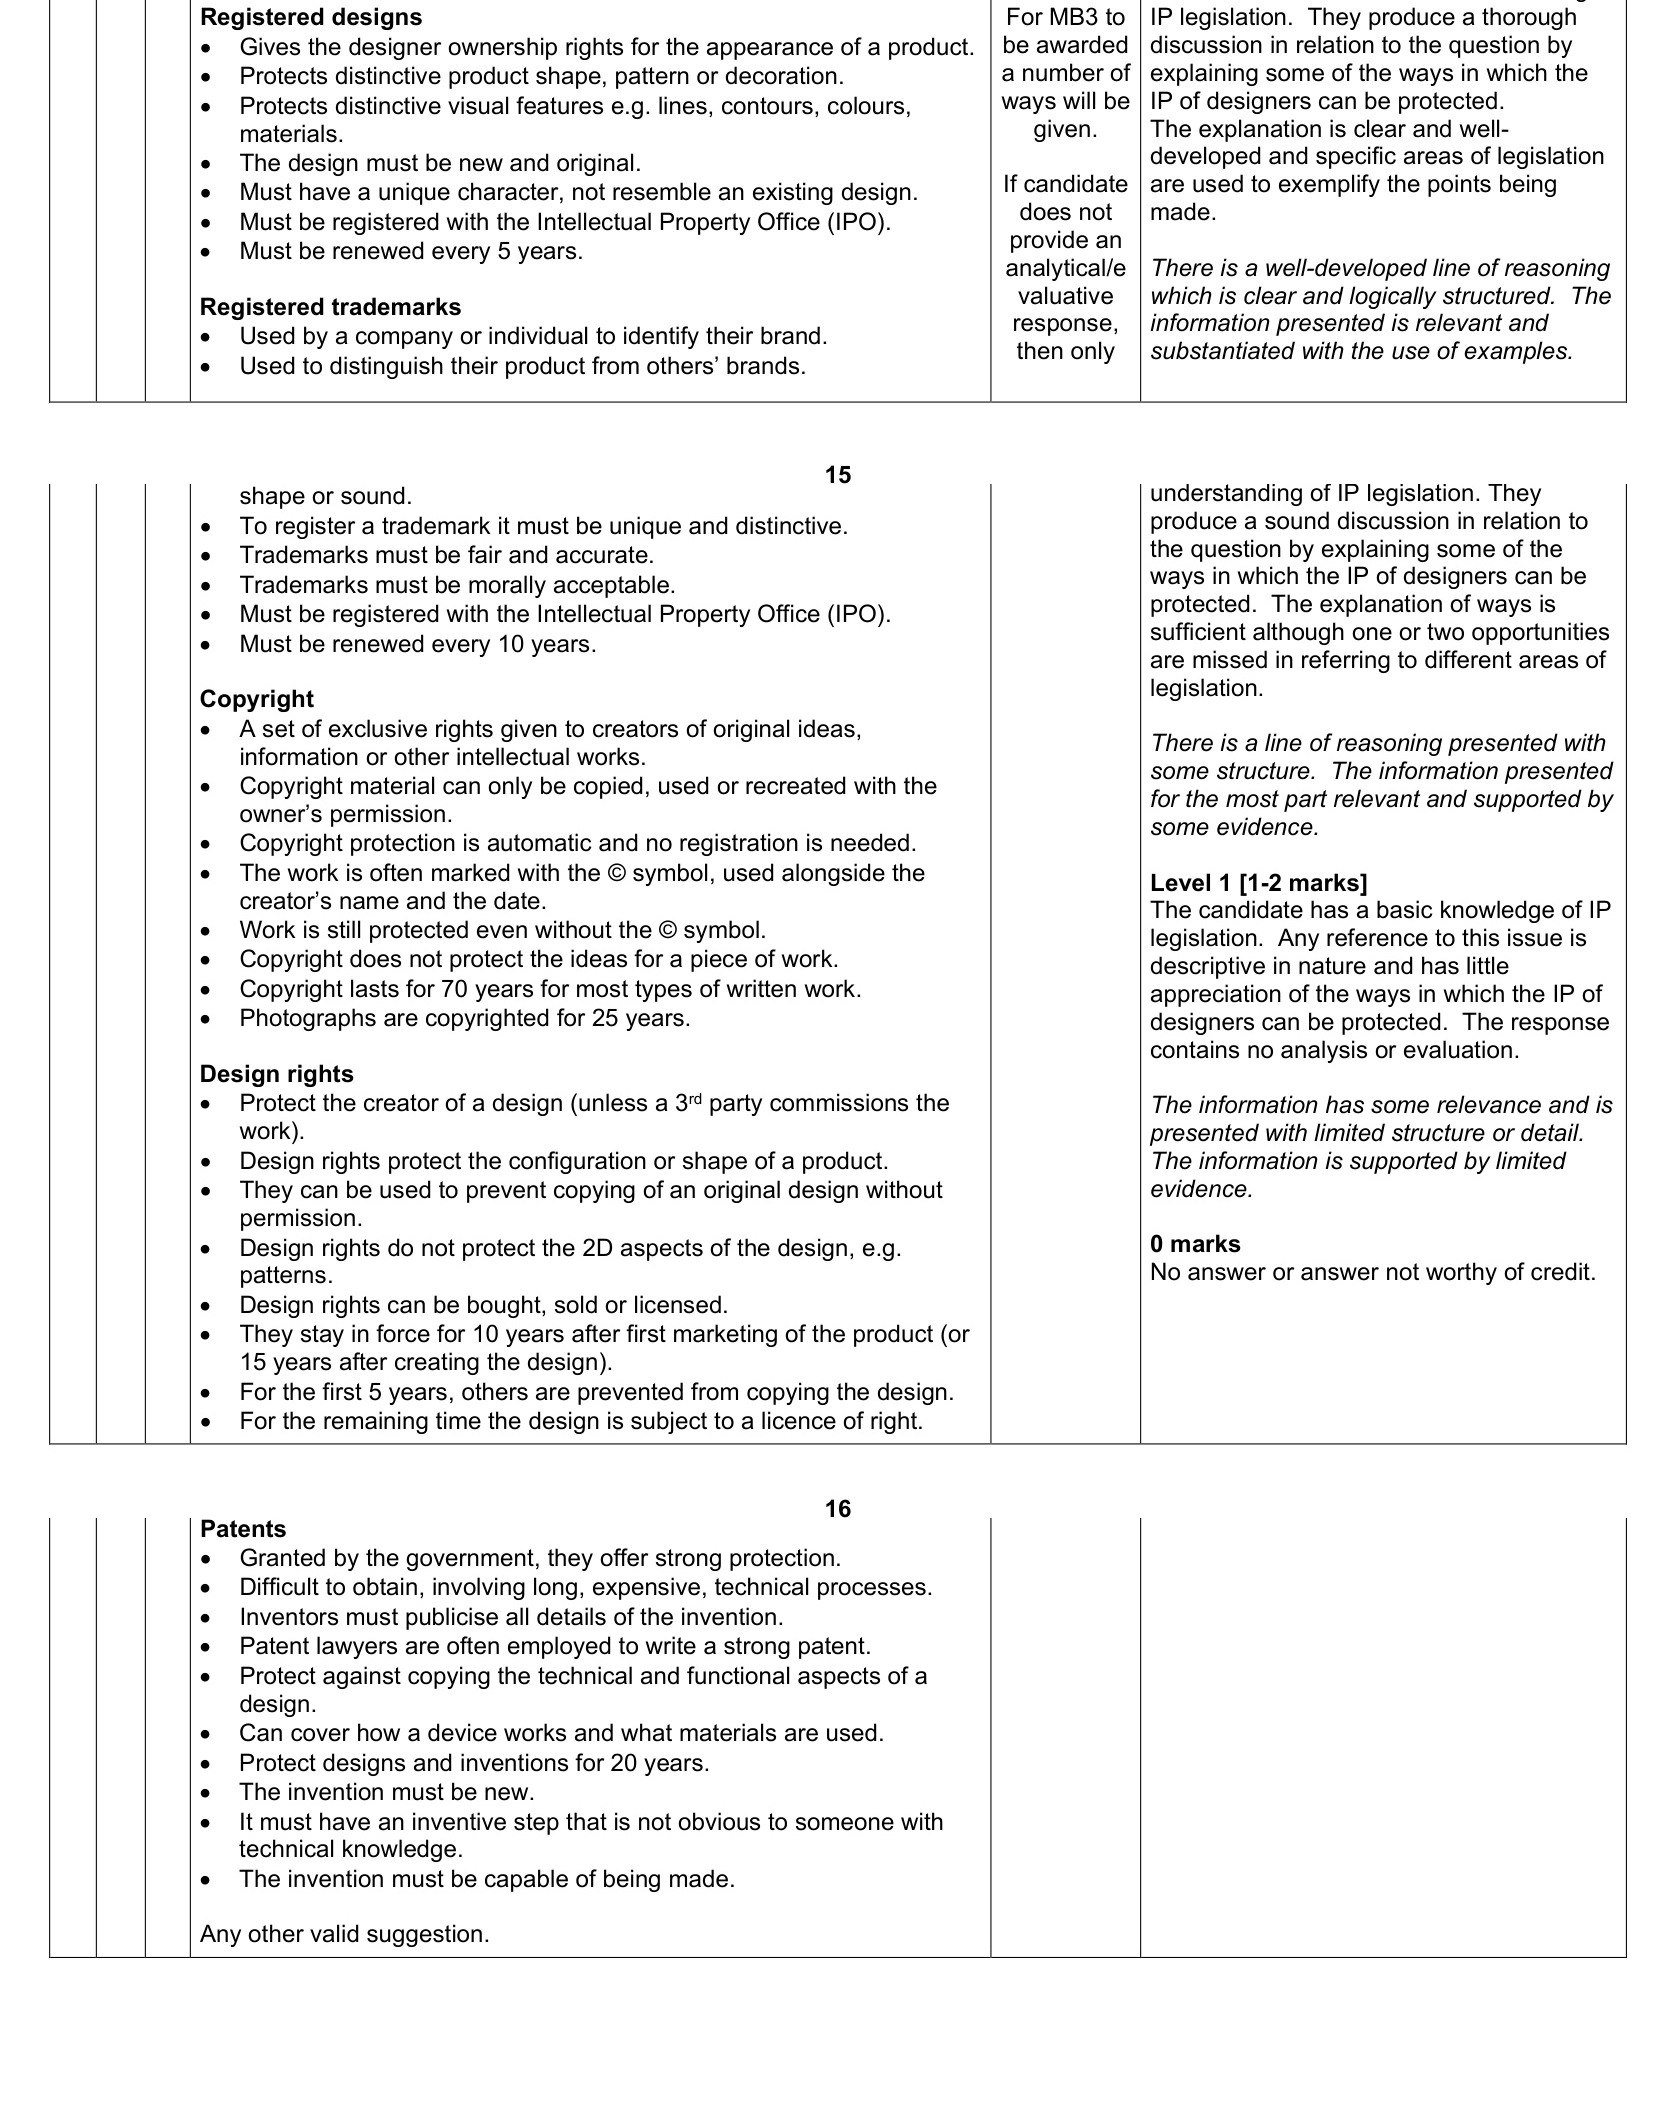 Registered designs
• Gives the designer ownership rights for the appearance of a product.
• Protects distinctive product shape, pattern or decoration.
• Protects distinctive visual features e.g. lines, contours, colours,
materials.
• The design must be new and original.
• Must have a unique character, not resemble an existing design.
• Must be registered with the Intellectual Property Office (IPO).
• Must be renewed every 5 years.
Registered trademarks
• Used by a company or individual to identify their brand.
• Used to distinguish their product from others’ brands.
For MB3 to
be awarded
a number of
ways will be
given.
If candidate
does not
provide an
analytical/e
valuative
response,
then only
IP legislation. They produce a thorough
discussion in relation to the question by
explaining some of the ways in which the
IP of designers can be protected.
The explanation is clear and well-
developed and specific areas of legislation
are used to exemplify the points being
made.
There is a well-developed line of reasoning
which is clear and logically structured. The
information presented is relevant and
substantiated with the use of examples.
15
shape or sound.
• To register a trademark it must be unique and distinctive.
• Trademarks must be fair and accurate.
• Trademarks must be morally acceptable.
• Must be registered with the Intellectual Property Office (IPO).
• Must be renewed every 10 years.
Copyright
• A set of exclusive rights given to creators of original ideas,
information or other intellectual works.
• Copyright material can only be copied, used or recreated with the
owner’s permission.
• Copyright protection is automatic and no registration is needed.
• The work is often marked with the © symbol, used alongside the
creator’s name and the date.
• Work is still protected even without the © symbol.
• Copyright does not protect the ideas for a piece of work.
• Copyright lasts for 70 years for most types of written work.
• Photographs are copyrighted for 25 years.
Design rights
• Protect the creator of a design (unless a 3rd party commissions the
work).
• Design rights protect the configuration or shape of a product.
• They can be used to prevent copying of an original design without
permission.
• Design rights do not protect the 2D aspects of the design, e.g.
patterns.
• Design rights can be bought, sold or licensed.
• They stay in force for 10 years after first marketing of the product (or
15 years after creating the design).
• For the first 5 years, others are prevented from copying the design.
• For the remaining time the design is subject to a licence of right.
understanding of IP legislation. They
produce a sound discussion in relation to
the question by explaining some of the
ways in which the IP of designers can be
protected. The explanation of ways is
sufficient although one or two opportunities
are missed in referring to different areas of
legislation.
There is a line of reasoning presented with
some structure. The information presented
for the most part relevant and supported by
some evidence.
Level 1 [1-2 marks]
The candidate has a basic knowledge of IP
legislation. Any reference to this issue is
descriptive in nature and has little
appreciation of the ways in which the IP of
designers can be protected. The response
contains no analysis or evaluation.
The information has some relevance and is
presented with limited structure or detail.
The information is supported by limited
evidence.
0 marks
No answer or answer not worthy of credit.
16
Patents
• Granted by the government, they offer strong protection.
• Difficult to obtain, involving long, expensive, technical processes.
• Inventors must publicise all details of the invention.
• Patent lawyers are often employed to write a strong patent.
• Protect against copying the technical and functional aspects of a
design.
• Can cover how a device works and what materials are used.
• Protect designs and inventions for 20 years.
• The invention must be new.
• It must have an inventive step that is not obvious to someone with
technical knowledge.
• The invention must be capable of being made.
Any other valid suggestion.